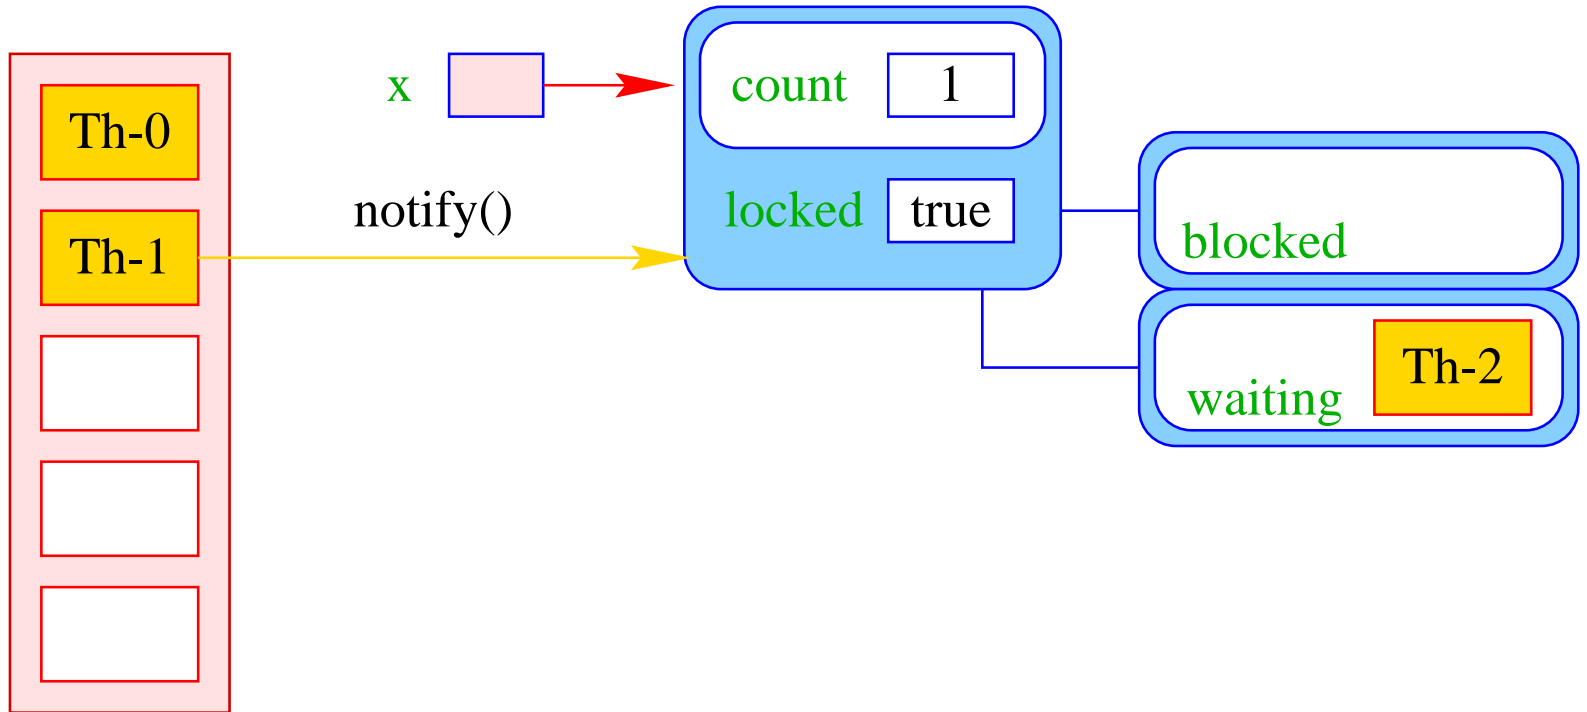 Th-0
Th-1
x
notify()
count 1
locked true
blocked
waiting Th-2